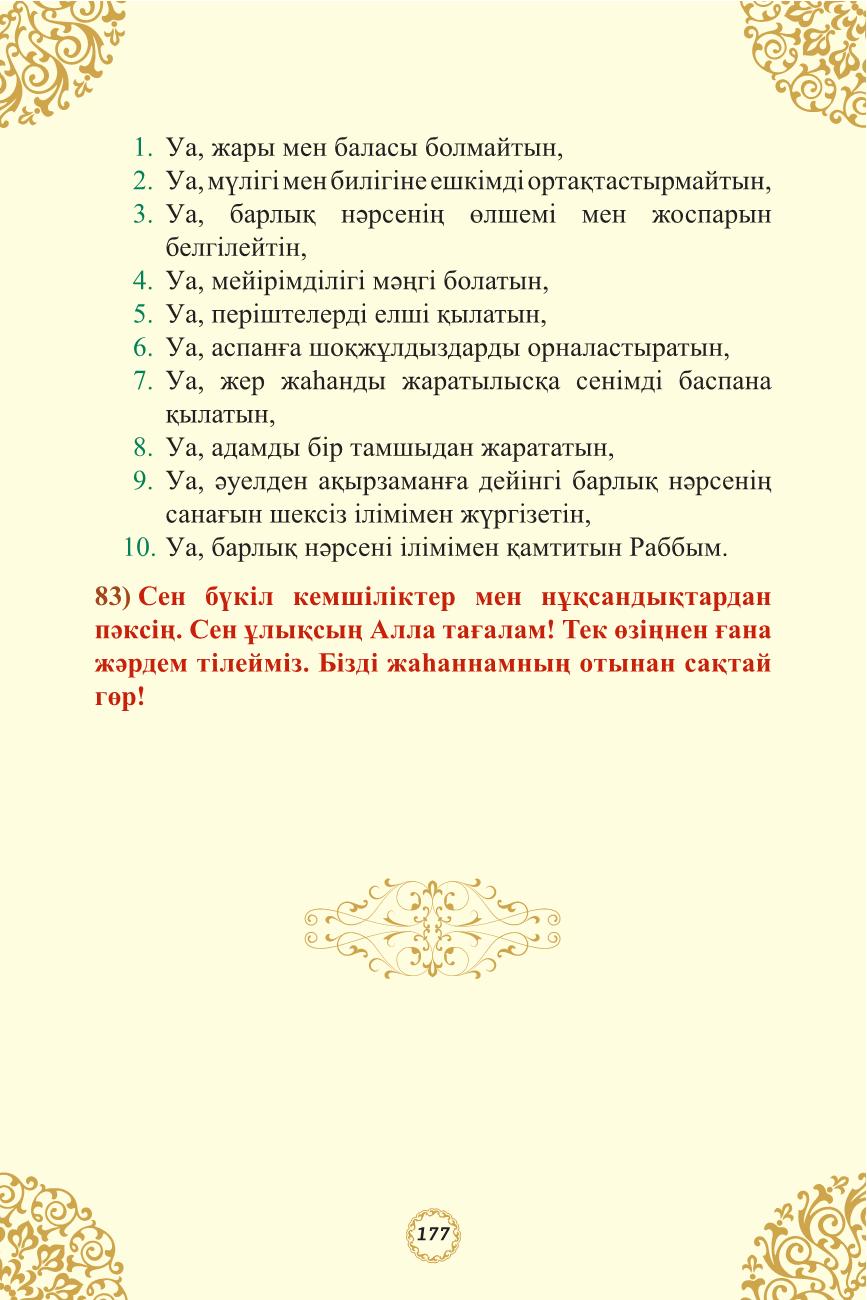 1. Уа, жары мен баласы болмайтын,
2. Уа, мүлігі мен билігіне ешкімді ортақтастырмайтын,
3. Уа, барлық нәрсенің өлшемі мен жоспарын
белгілейтін,
4. Уа, мейірімділігі мәңгі болатын,
5. Уа, періштелерді елші қылатын,
6. Уа, аспанға шоқжұлдыздарды орналастыратын,
7. Уа, жер жаһанды жаратылысқа сенімді баспана
қылатын,
8. Уа, адамды бір тамшыдан жарататын,
9. Уа, әуелден ақырзаманға дейінгі барлық нәрсенің
санағын шексіз ілімімен жүргізетін,
10. Уа, барлық нәрсені ілімімен қамтитын Раббым.
83) Сен бүкіл кемшіліктер мен нұқсандықтардан
пәксің. Сен ұлықсың Алла тағалам! Тек өзіңнен ғана
жәрдем тілейміз. Бізді жаһаннамның отынан сақтай
гөр!
177